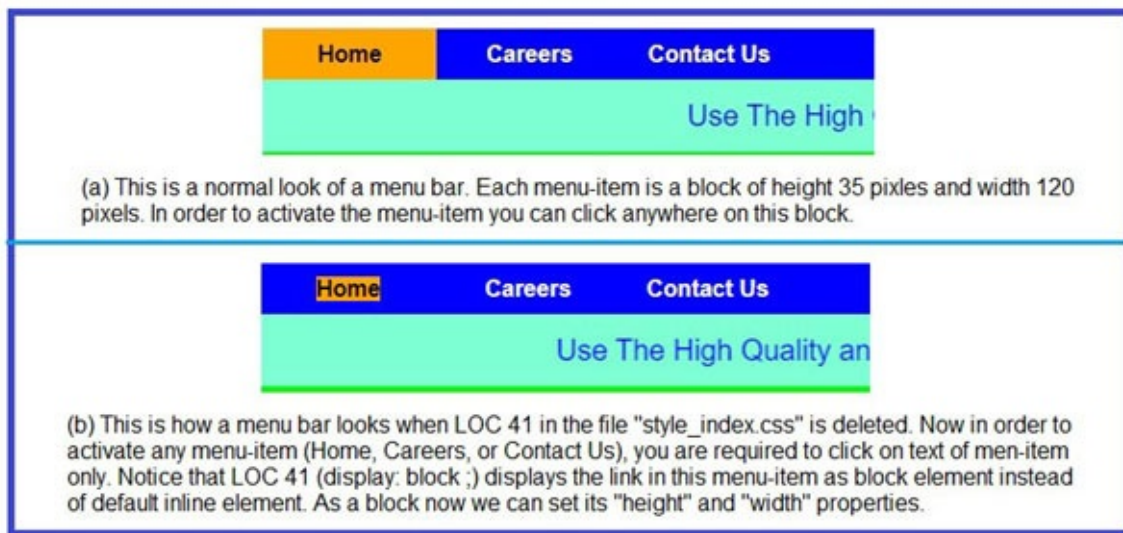 Home Careers Contact Us
Use The High
(a) This is a normal look of a menu bar. Each menu-item is a block of height 35 pixles and width 120
pixels. In order to activate the menu-item you can click anywhere on this block.
Home Careers Contact Us
Use The High Quality an
(b) This is how a menu bar looks when LOC 41 in the file "style_index.css" is deleted. Now in order to
activate any menu-item (Home, Careers, or Contact Us), you are required to click on text of men-item
only. Notice that LOC 41 (display: block ;) displays the link in this menu-item as block element instead
of default inline element. As a block now we can set its "height" and "width" properties.